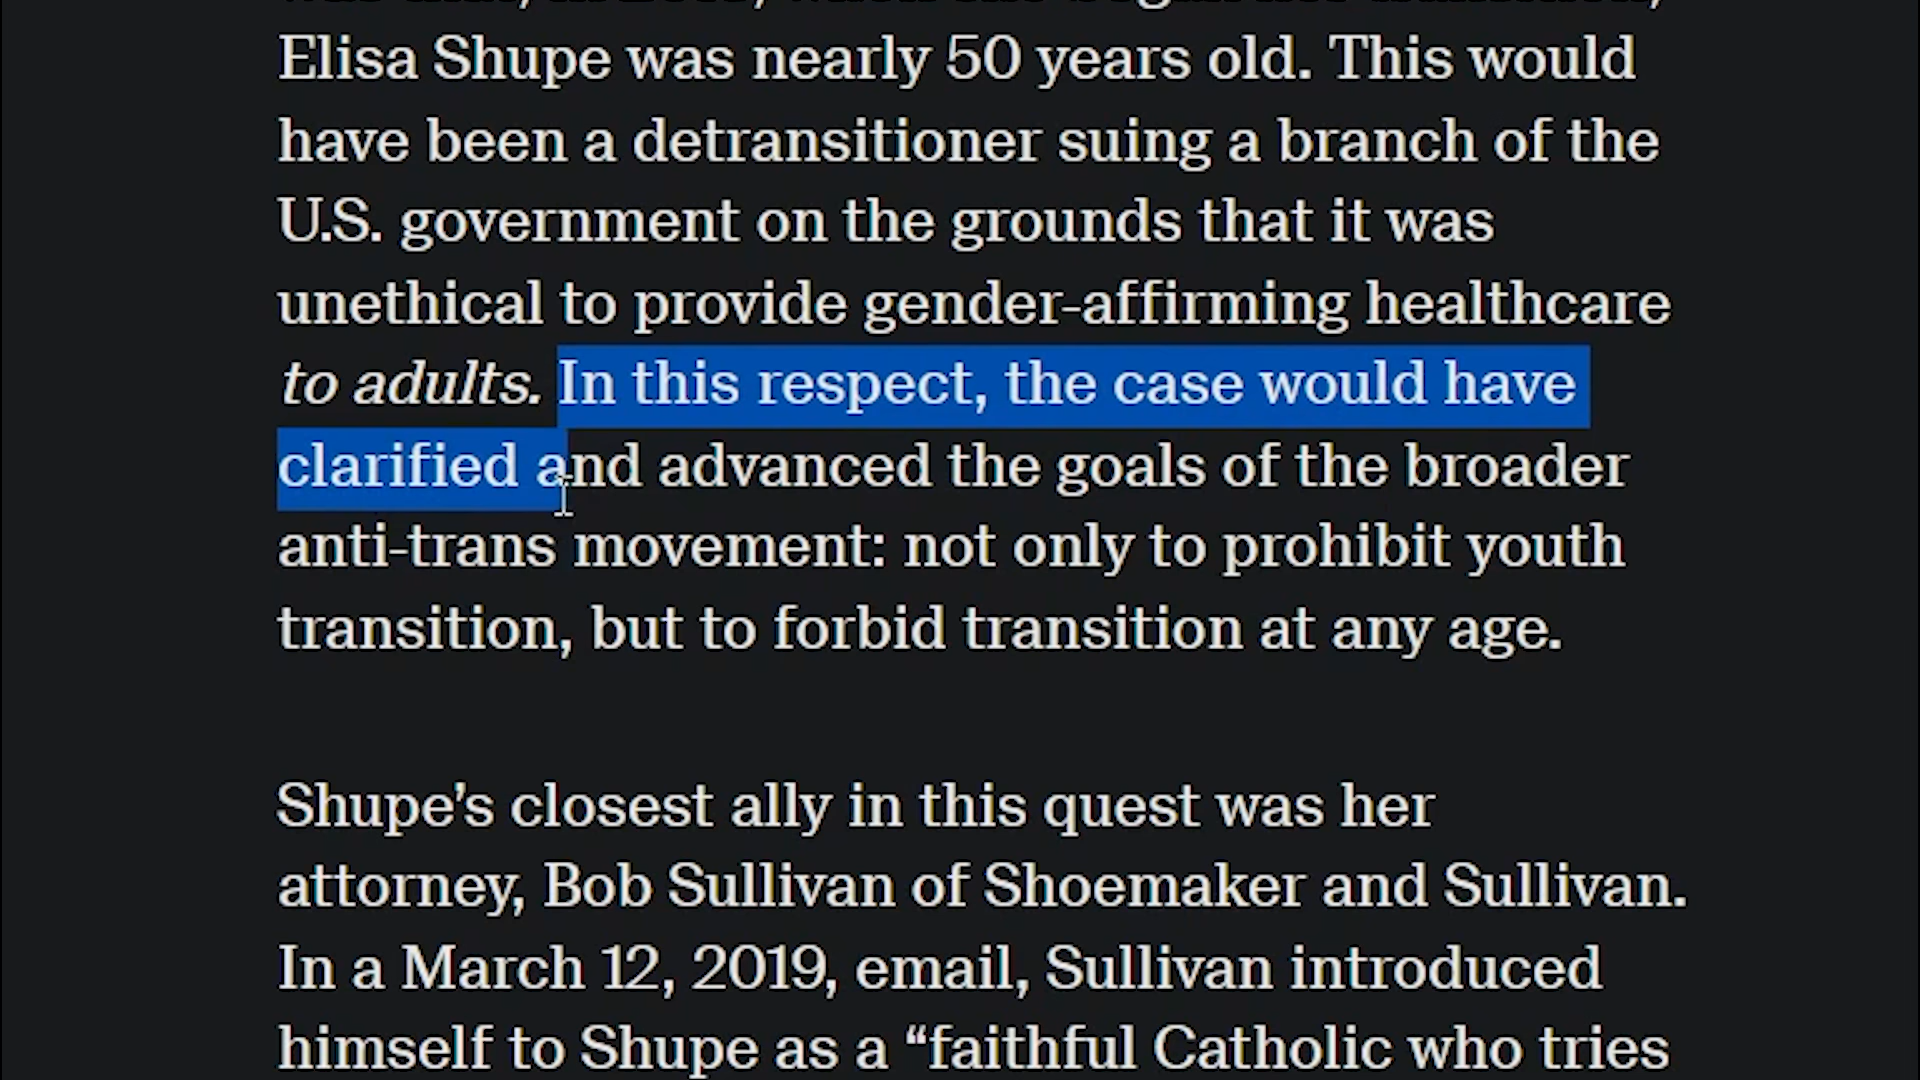 Elisa Shupe was nearly 50 years old. This would
have been a detransitioner suing a branch of the
U.S. government on the grounds that it was
unethical to provide gender-affirming healthcare
to adults. In this respect, the case would have
clarified and advanced the goals of the broader
anti-trans movement: not only to prohibit youth
transition, but to forbid transition at any age.
Shupe’s closest ally in this quest was her
attorney, Bob Sullivan of Shoemaker and Sullivan.
In a March 12, 2019, email, Sullivan introduced
himself to Shupe as a “faithful Catholic who tries